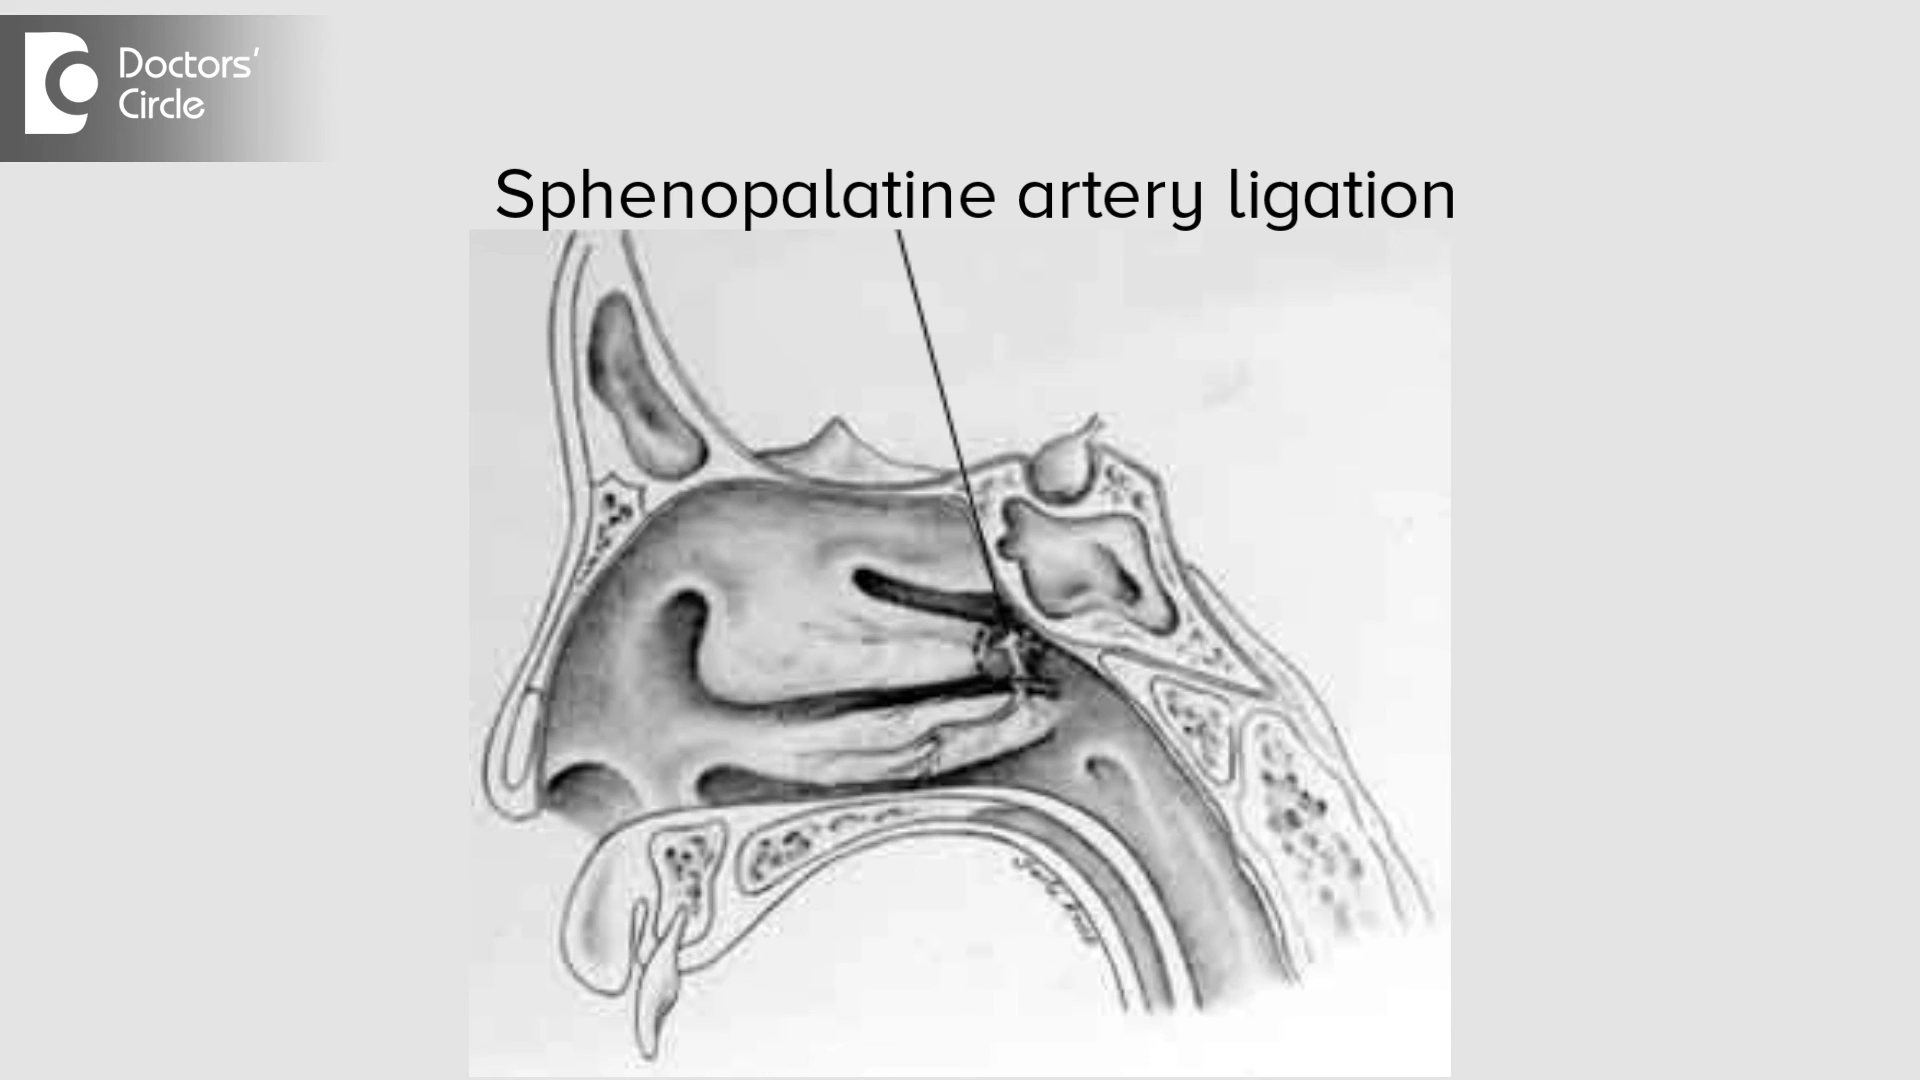 Doctors'
Circle
Sphenopalatine artery ligation